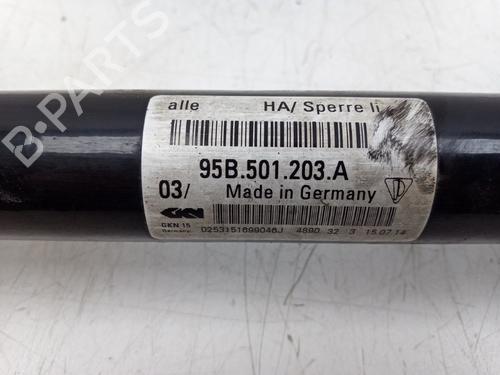 B-PARTS
alle HA/ Sperre li
95B.501.203.A
03/ Made in Germany
GKN
GKN 15
Germany
0253151699046J 4890 32 3 15.07.14